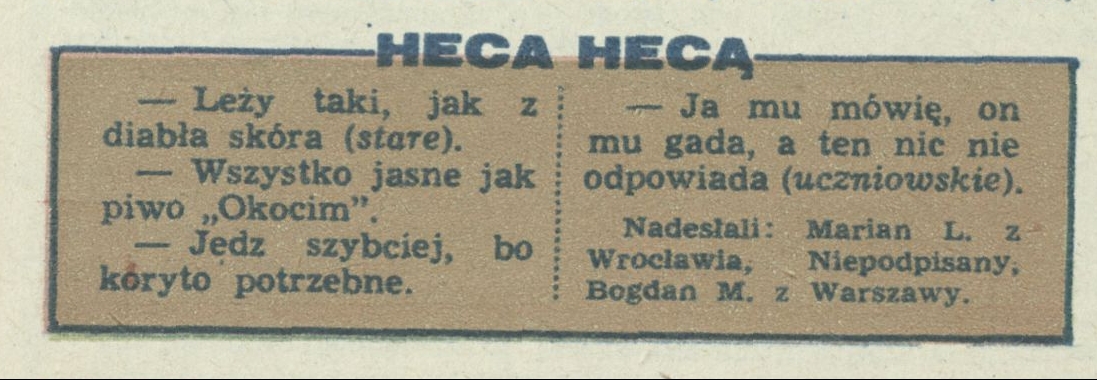 HECA HECĄ
— Leży taki, jak z
diabła skóra (stare).
— Wszystko jasne jak
piwo „Okocim”.
— Jedz szybciej, bo
koryto potrzebne.
— Ja mu mówię, on
mu gada, a ten nic nie
odpowiada (uczniowskie).
Nadesłali: Marian L. z
Wrocławia, Niepodpisany,
Bogdan M. z Warszawy.